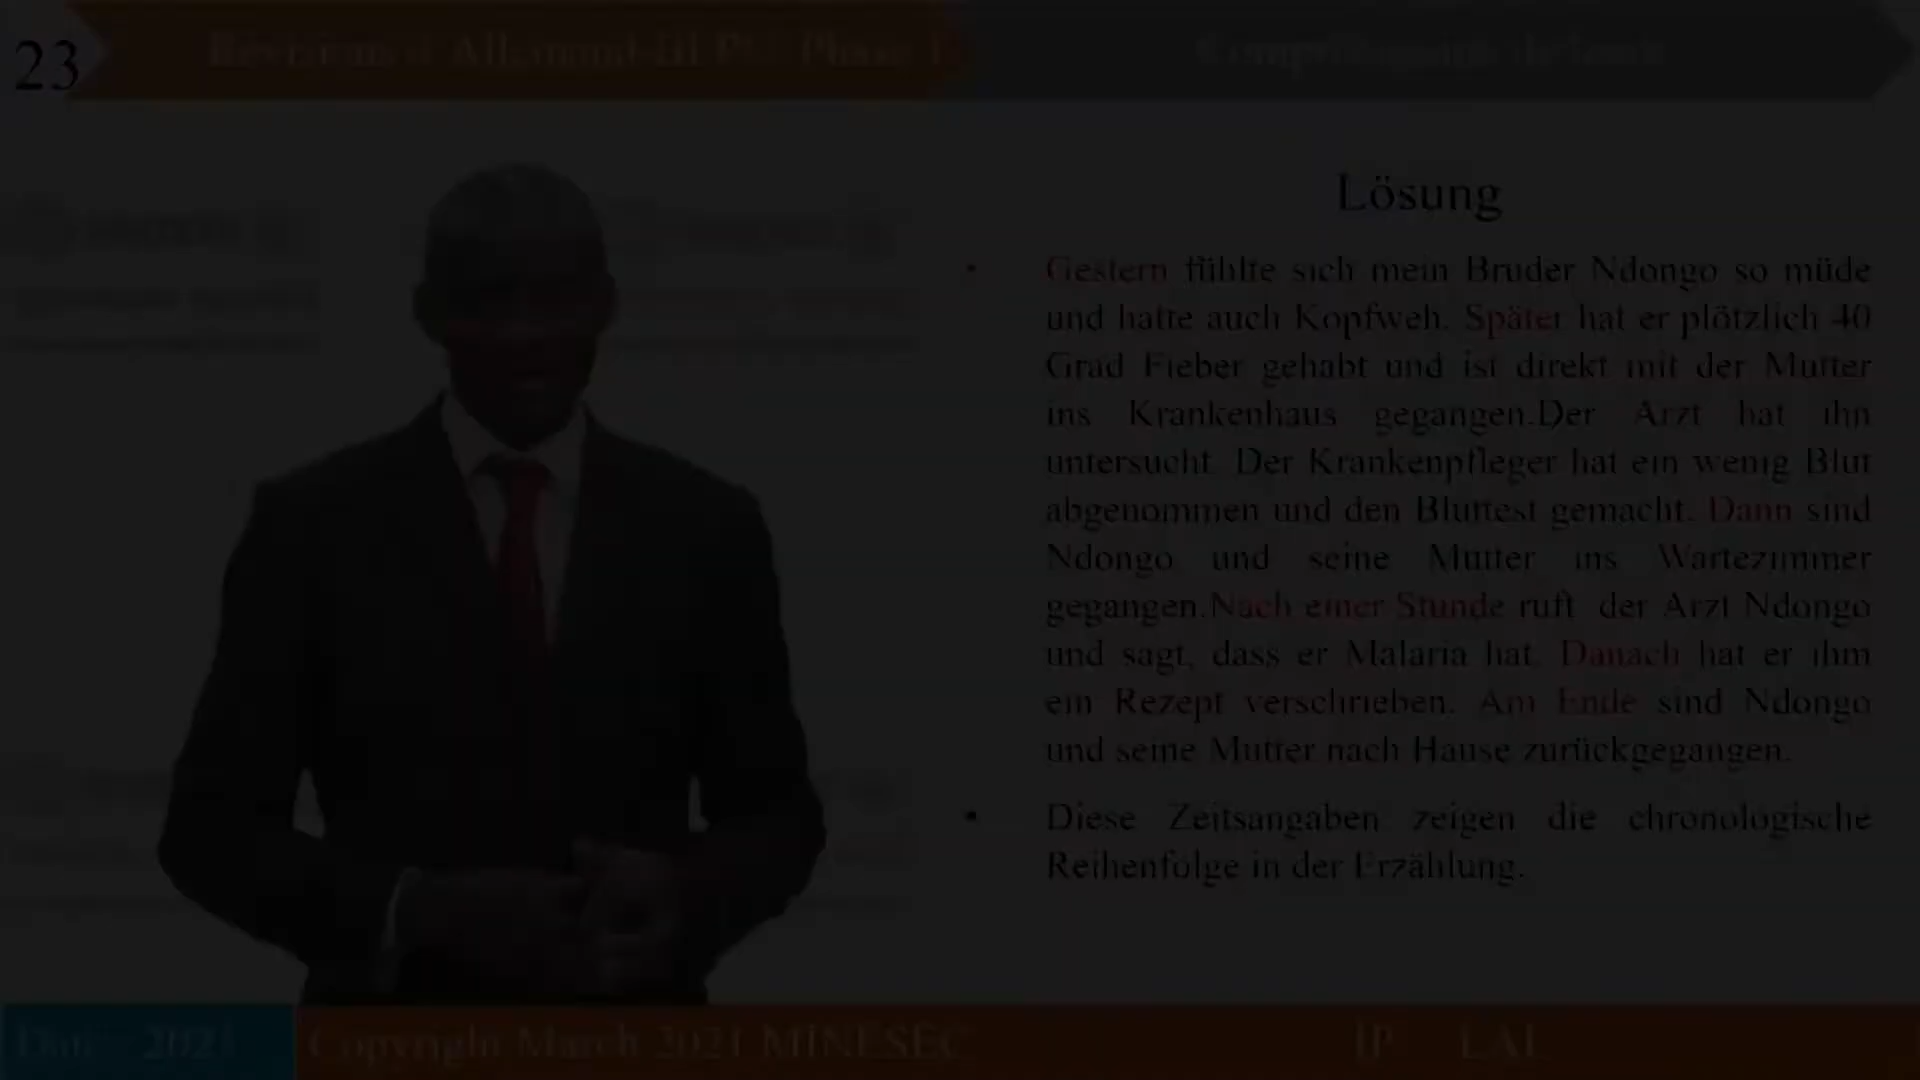 23
Lösung
• Gestern fühlte sich mein Bruder Ndongo so müde
und hatte auch Kopfweh. Später hat er plötzlich 40
Grad Fieber gehabt und ist direkt mit der Mutter
ins Krankenhaus gegangen.Der Arzt hat ihn
untersucht. Der Krankenpfleger hat ein wenig Blut
abgenommen und den Bluttest gemacht. Dann sind
Ndongo und seine Mutter ins Wartezimmer
gegangen.Nach einer Stunde ruft der Arzt Ndongo
und sagt, dass er Malaria hat. Danach hat er ihm
ein Rezept verschrieben. Am Ende sind Ndongo
und seine Mutter nach Hause zurückgegangen.
• Diese Zeitsangaben zeigen die chronologische
Reihenfolge in der Erzählung.
2021
Copyright March 2021 MINESEC
IP LAL